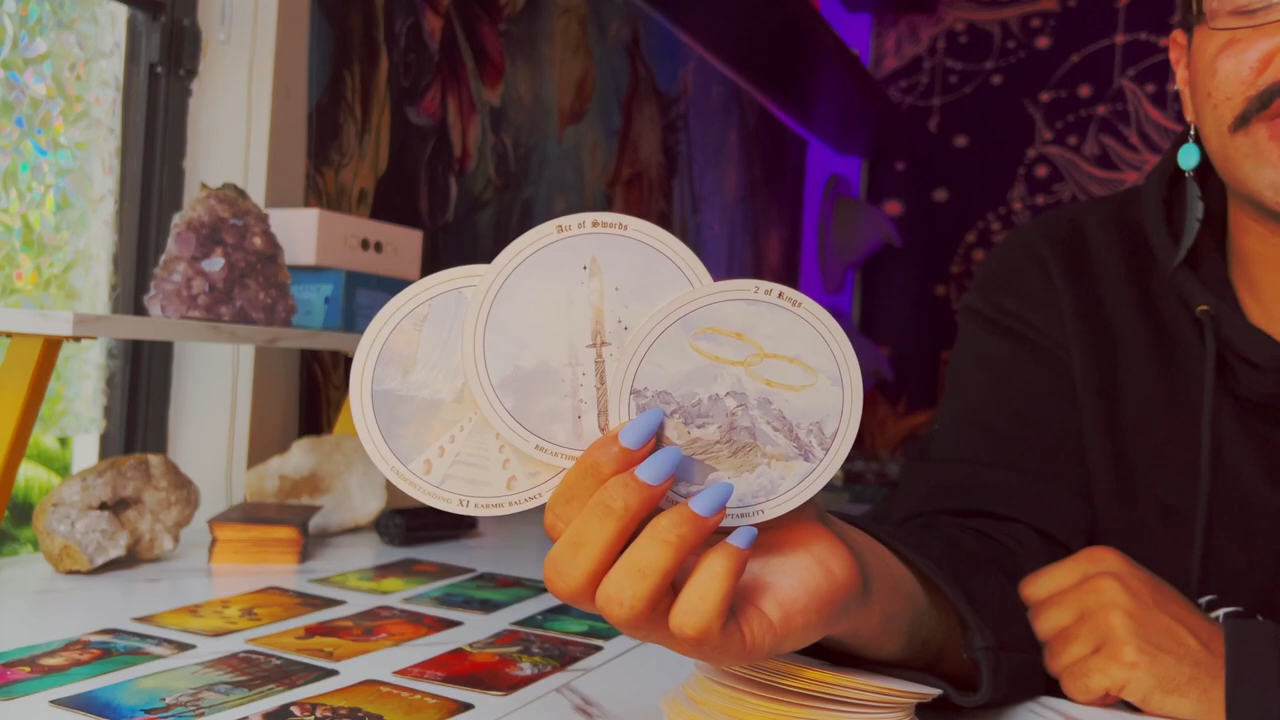 Ace of Swords
2 of Rings
BREAKTHR
UNDERSTANDING XI KARMIC BALANCE
PTABILITY